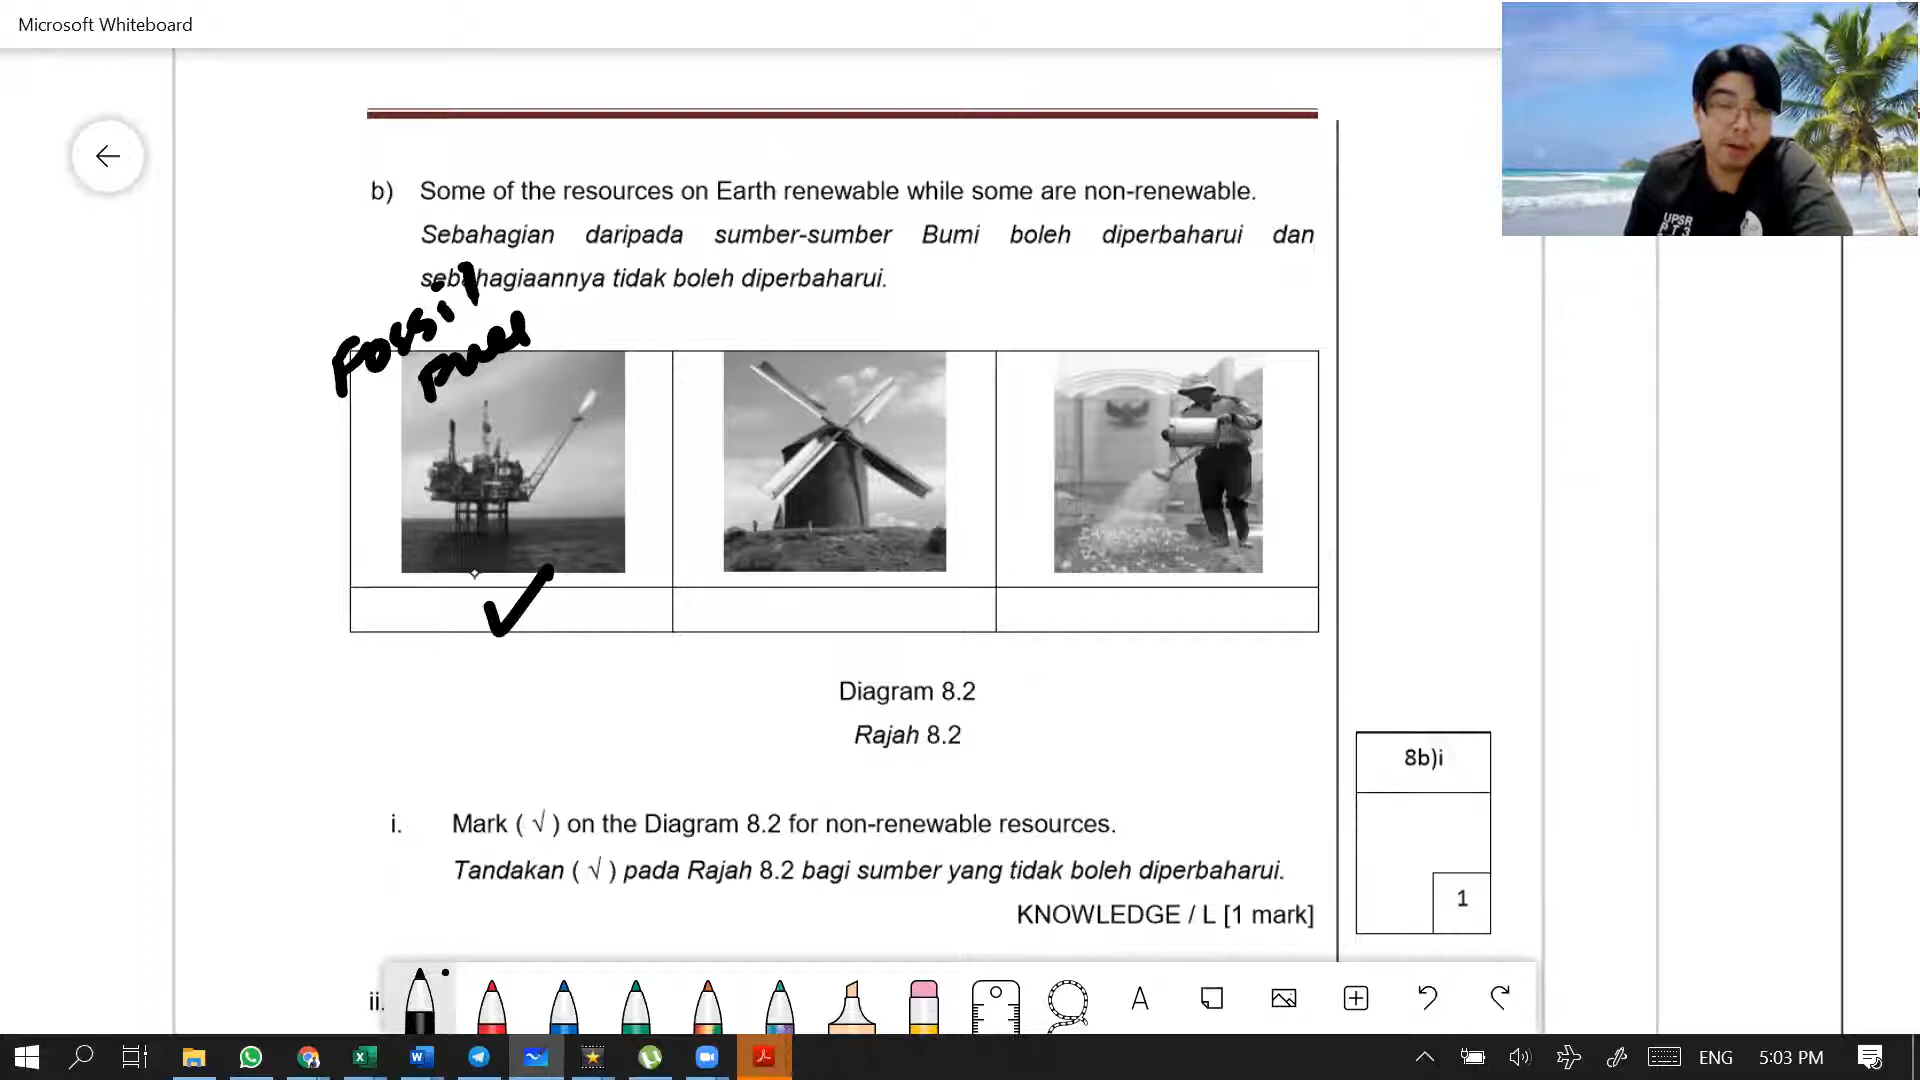 Microsoft Whiteboard
UPSR
PT3
b) Some of the resources on Earth renewable while some are non-renewable.
Sebahagian daripada sumber-sumber Bumi boleh diperbaharui dan
sebahagiaannya tidak boleh diperbaharui.
Fossil
Fuel
Diagram 8.2
Rajah 8.2
8b)i
i. Mark ( √ ) on the Diagram 8.2 for non-renewable resources.
Tandakan ( √ ) pada Rajah 8.2 bagi sumber yang tidak boleh diperbaharui.
1
KNOWLEDGE / L [1 mark]
ii.
ENG
5:03 PM